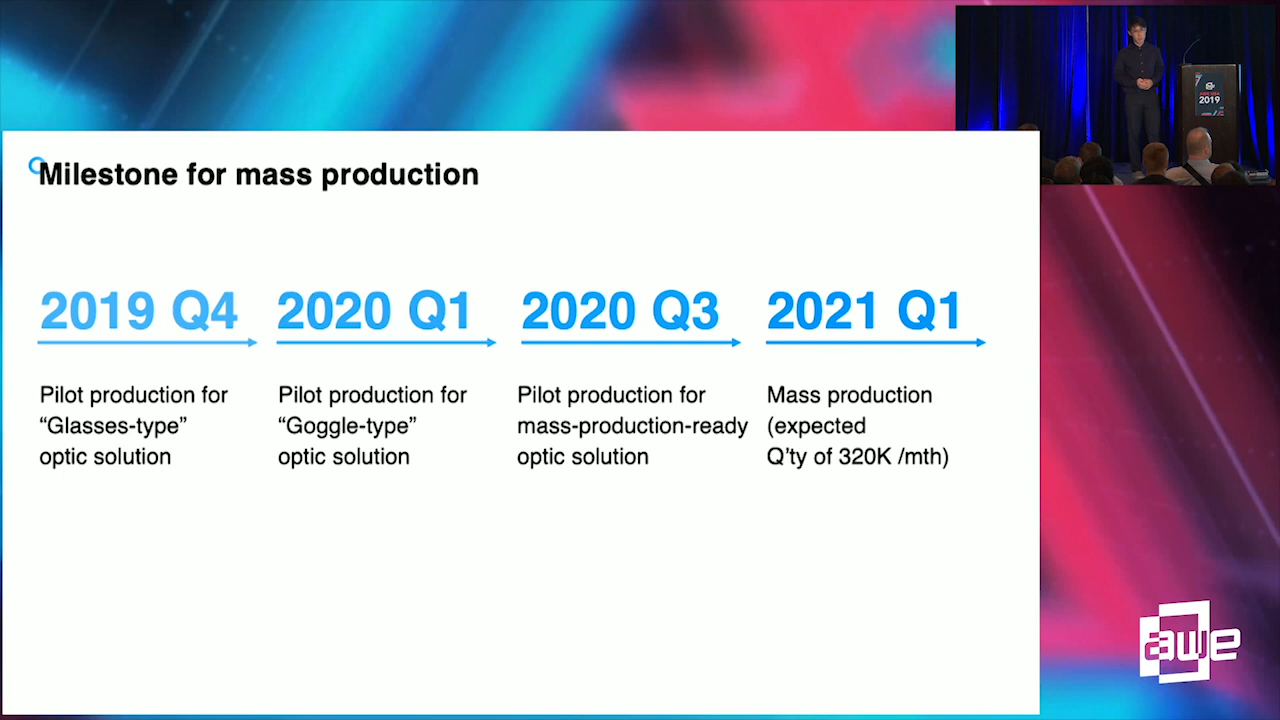 Milestone for mass production
2019 Q4
2020 Q1
2020 Q3
2021 Q1
Pilot production for
“Glasses-type”
optic solution
Pilot production for
“Goggle-type”
optic solution
Pilot production for
mass-production-ready
optic solution
Mass production
(expected
Q’ty of 320K /mth)
2019
awe